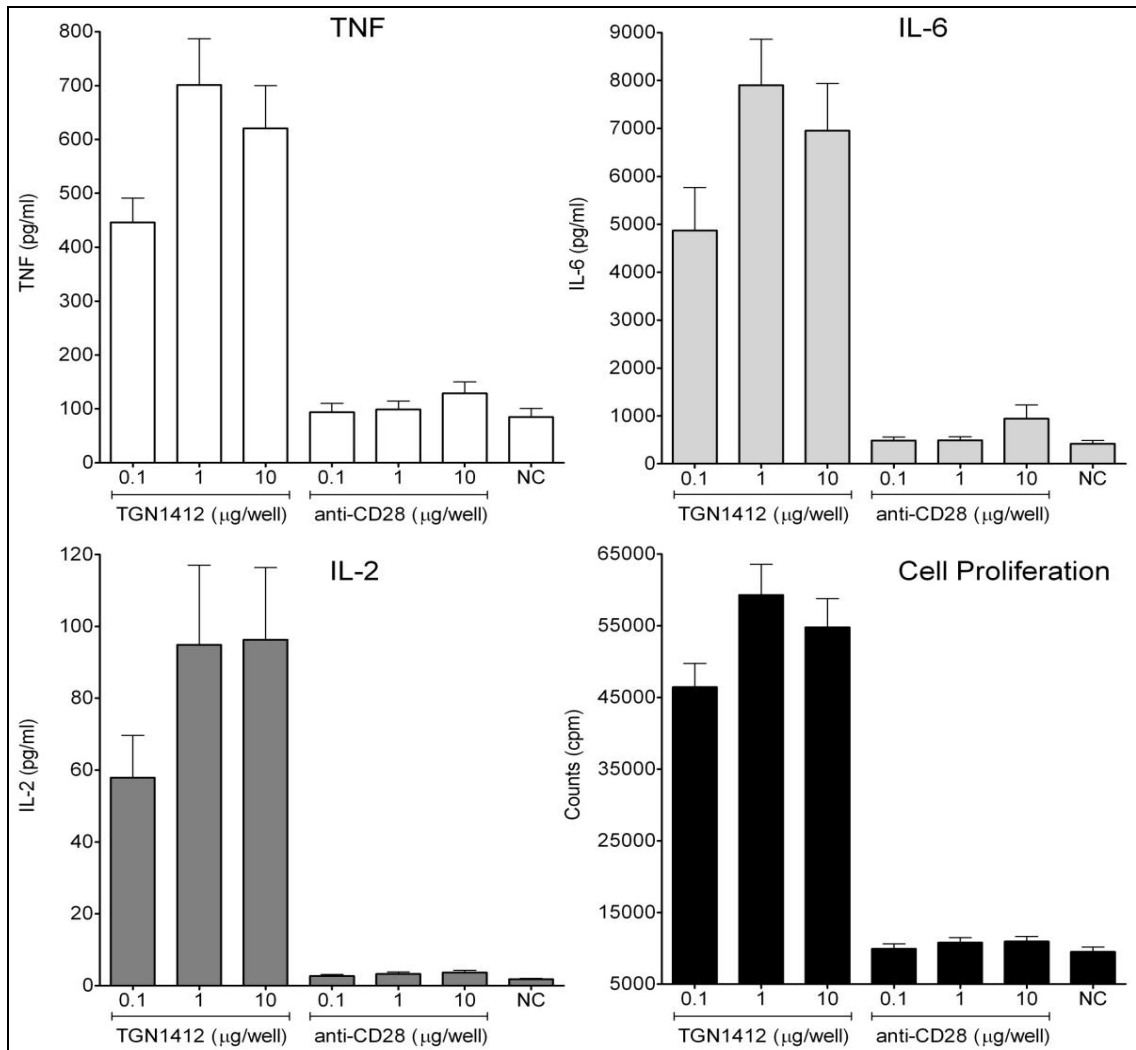 TNF
TNF (pg/ml)
800
700
600
500
400
300
200
100
0
0.1 1 10 0.1 1 10 NC
TGN1412 (μg/well) anti-CD28 (μg/well)
IL-6
IL-6 (pg/ml)
9000
8000
7000
6000
5000
4000
3000
2000
1000
0
0.1 1 10 0.1 1 10 NC
TGN1412 (μg/well) anti-CD28 (μg/well)
IL-2
IL-2 (pg/ml)
120
100
80
60
40
20
0
0.1 1 10 0.1 1 10 NC
TGN1412 (μg/well) anti-CD28 (μg/well)
Cell Proliferation
Counts (cpm)
65000
55000
45000
35000
25000
15000
5000
0.1 1 10 0.1 1 10 NC
TGN1412 (μg/well) anti-CD28 (μg/well)